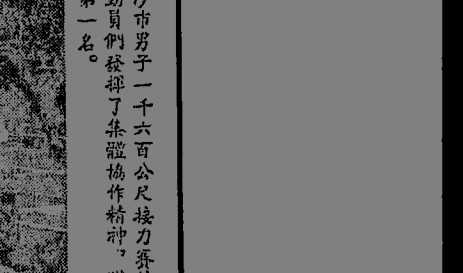 市男子一千六百公尺接力賽
動員們發揮了集體協作精神，
第一名。